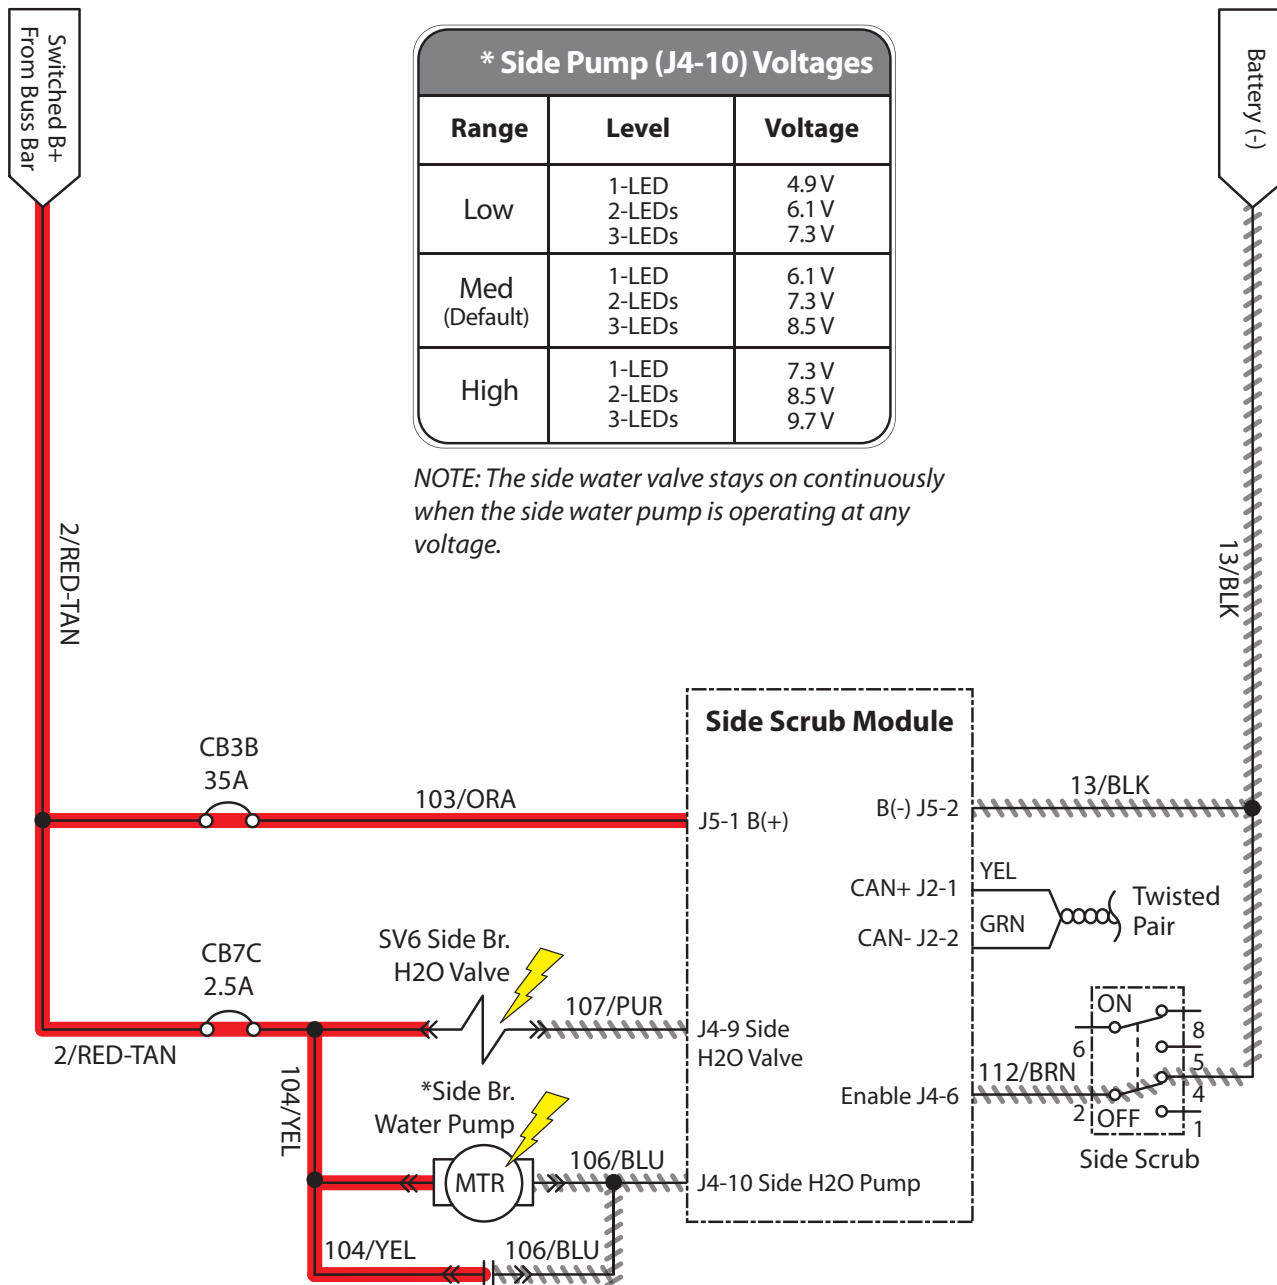 Switched B+
From Buss Bar
* Side Pump (J4-10) Voltages
Range Level Voltage
Low
1-LED 4.9 V
2-LEDs 6.1 V
3-LEDs 7.3 V
Med
(Default)
1-LED 6.1 V
2-LEDs 7.3 V
3-LEDs 8.5 V
High
1-LED 7.3 V
2-LEDs 8.5 V
3-LEDs 9.7 V
Battery (-)
NOTE: The side water valve stays on continuously
when the side water pump is operating at any
voltage.
2/RED-TAN
13/BLK
Side Scrub Module
CB3B
35A
103/ORA
J5-1 B(+)
B(-) J5-2
13/BLK
CAN+ J2-1
YEL
CAN- J2-2
GRN
Twisted
Pair
CB7C
2.5A
2/RED-TAN
SV6 Side Br.
H2O Valve
107/PUR
J4-9 Side
H2O Valve
104/YEL
*Side Br.
Water Pump
MTR
106/BLU
J4-10 Side H2O Pump
Enable J4-6
112/BRN
ON
OFF
6
8
5
4
2
1
Side Scrub
104/YEL
106/BLU